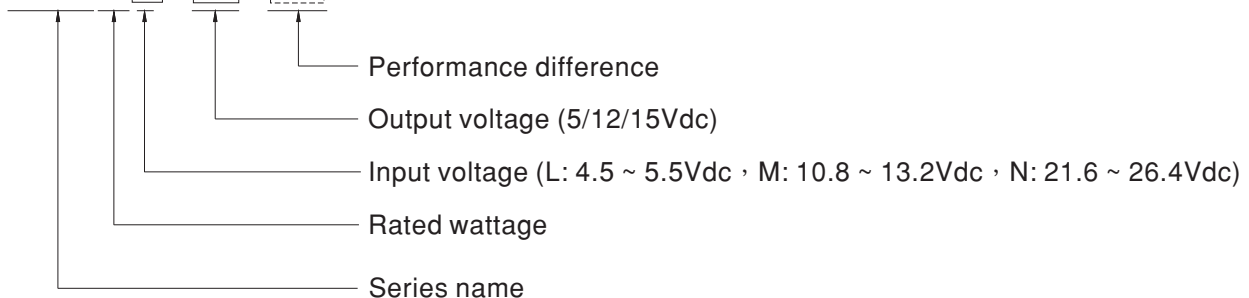 Performance difference
Output voltage (5/12/15Vdc)
Input voltage (L: 4.5 ~ 5.5Vdc，M: 10.8 ~ 13.2Vdc，N: 21.6 ~ 26.4Vdc)
Rated wattage
Series name